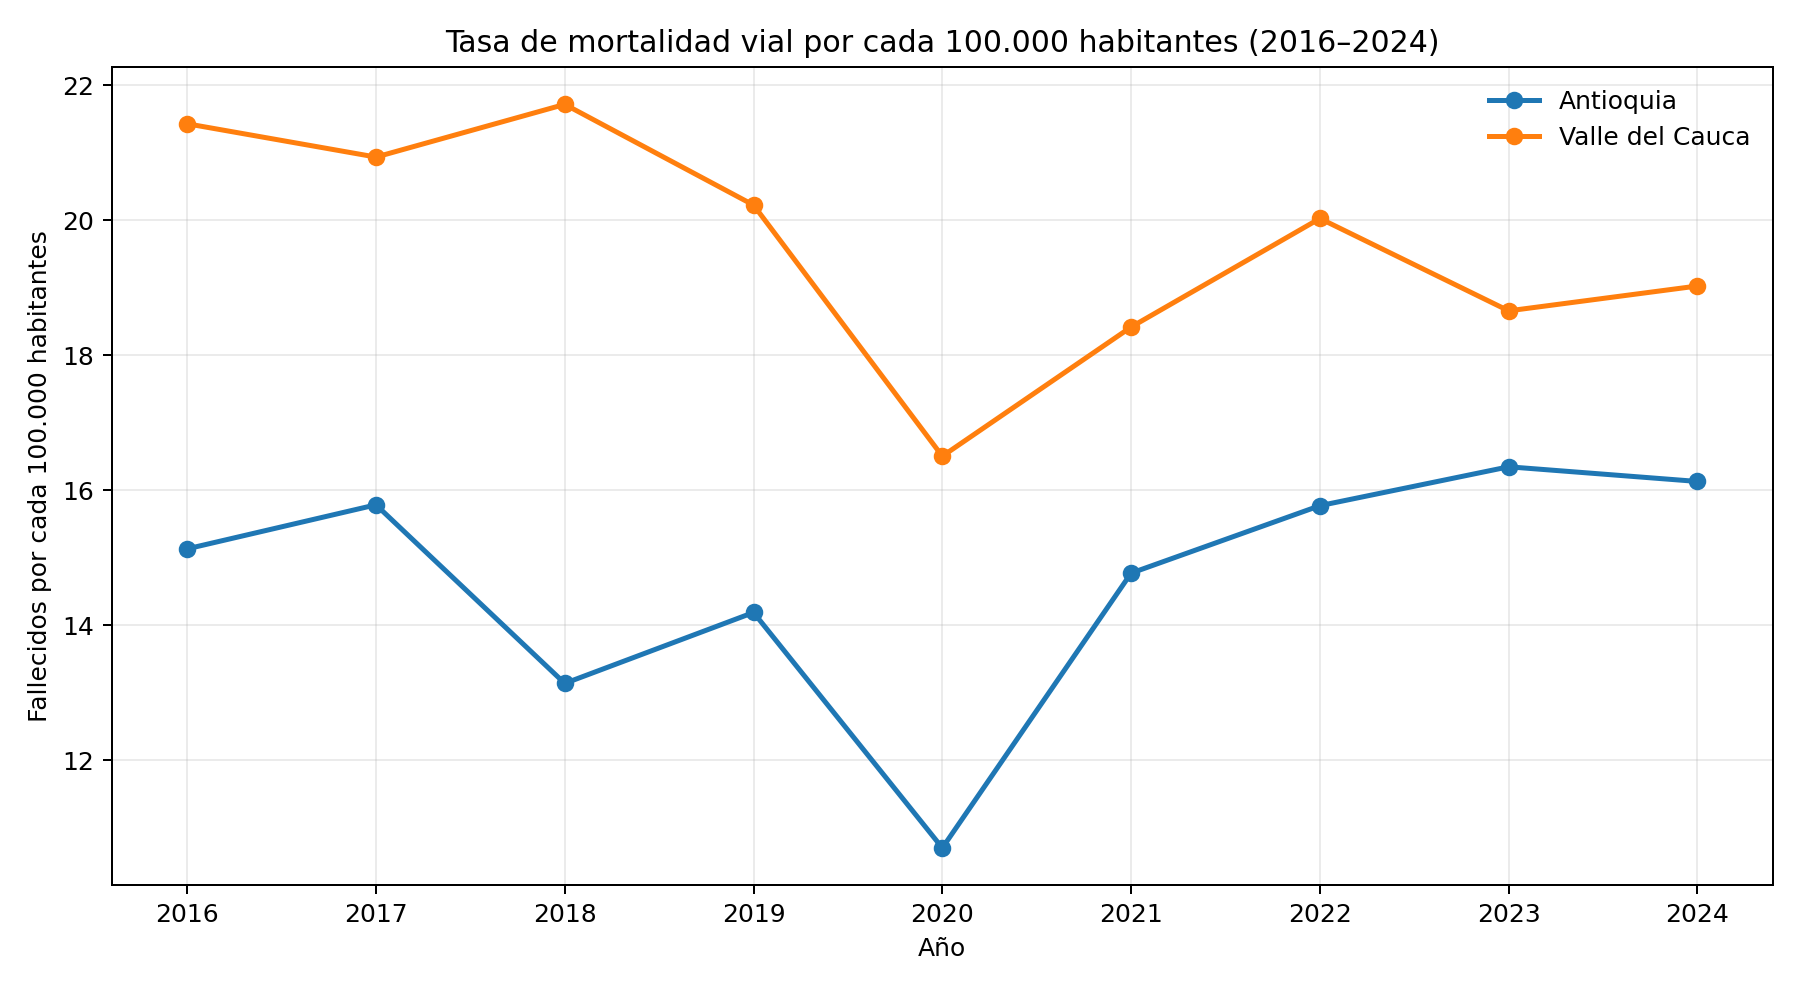 Tasa de mortalidad vial por cada 100.000 habitantes (2016–2024)
Antioquia
Valle del Cauca
Fallecidos por cada 100.000 habitantes
22
20
18
16
14
12
2016 2017 2018 2019 2020 2021 2022 2023 2024
Año